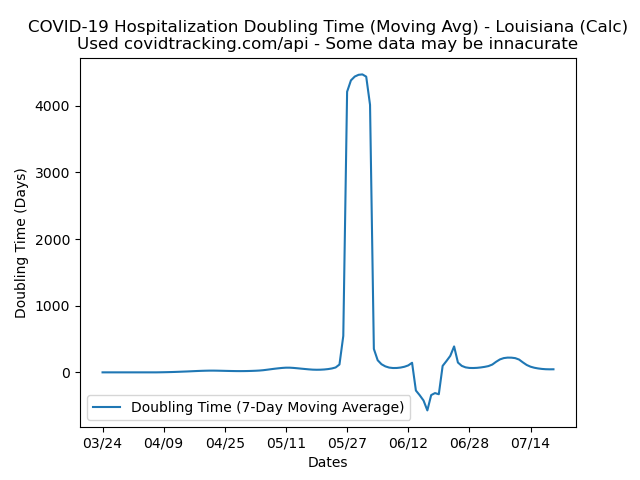 COVID-19 Hospitalization Doubling Time (Moving Avg) - Louisiana (Calc)
Used covidtracking.com/api - Some data may be innacurate
Doubling Time (Days)
4000
3000
2000
1000
0
Doubling Time (7-Day Moving Average)
03/24 04/09 04/25 05/11 05/27 06/12 06/28 07/14
Dates